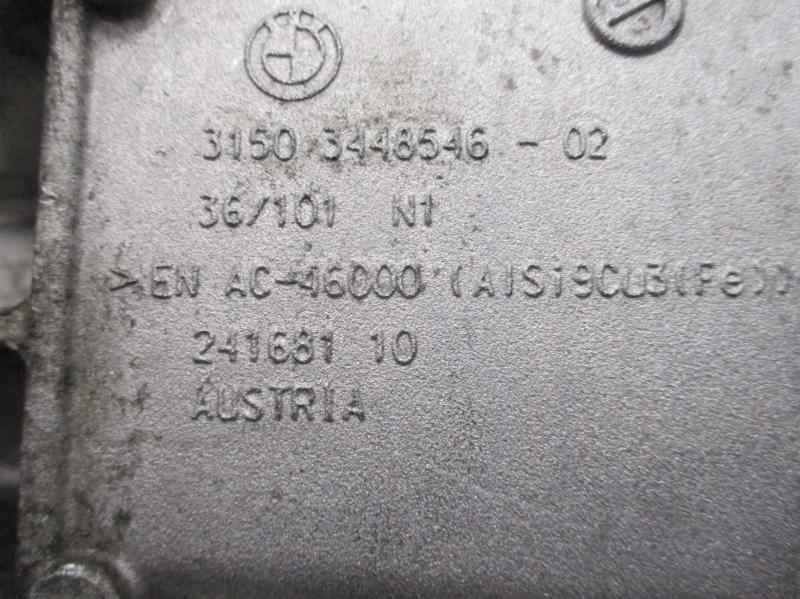 3150 3448546 - 02
36/101 N1
>EN AC-46000 (AlSi9Cu3(Fe))
241681 10
AUSTRIA